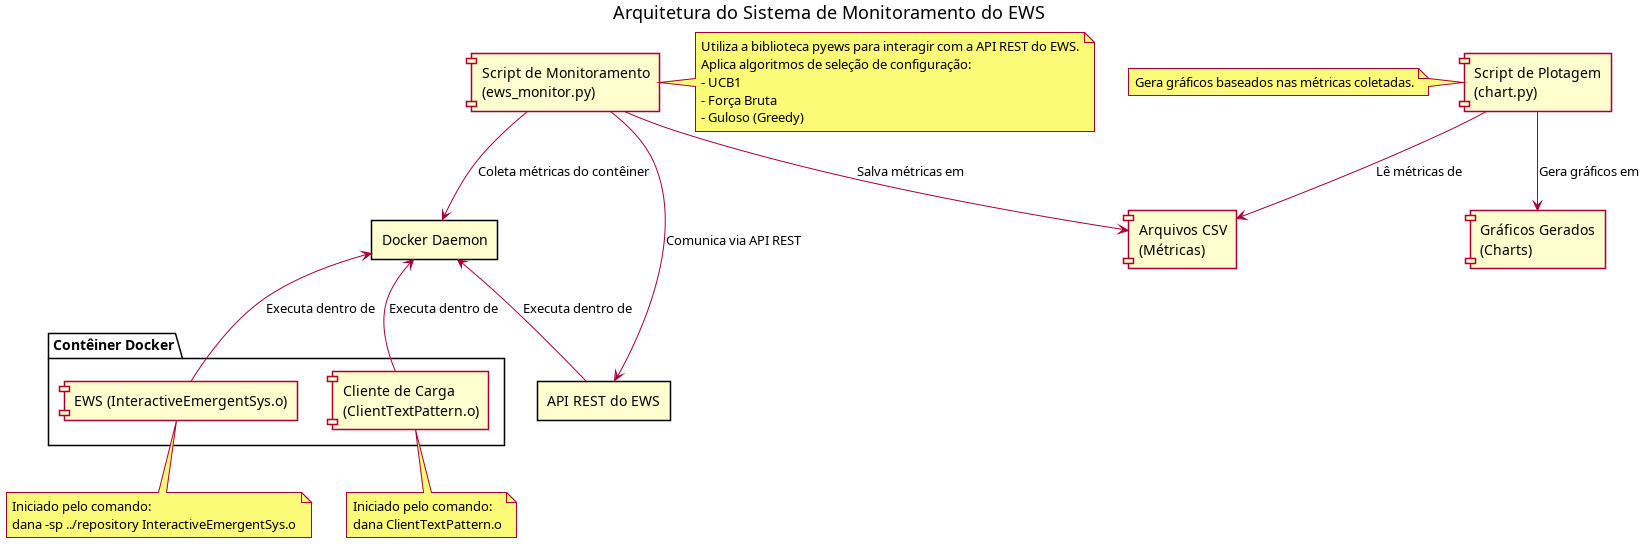 Arquitetura do Sistema de Monitoramento do EWS
Script de Monitoramento
(ews_monitor.py)
Utiliza a biblioteca pyews para interagir com a API REST do EWS.
Aplica algoritmos de seleção de configuração:
- UCB1
- Força Bruta
- Guloso (Greedy)
Gera gráficos baseados nas métricas coletadas.
Script de Plotagem
(chart.py)
Coleta métricas do contêiner
Salva métricas em
Lê métricas de
Gera gráficos em
Docker Daemon
Comunica via API REST
Arquivos CSV
(Métricas)
Gráficos Gerados
(Charts)
Executa dentro de
Executa dentro de
Executa dentro de
Contêiner Docker
EWS (InteractiveEmergentSys.o)
Cliente de Carga
(ClientTextPattern.o)
API REST do EWS
Iniciado pelo comando:
dana -sp ../repository InteractiveEmergentSys.o
Iniciado pelo comando:
dana ClientTextPattern.o